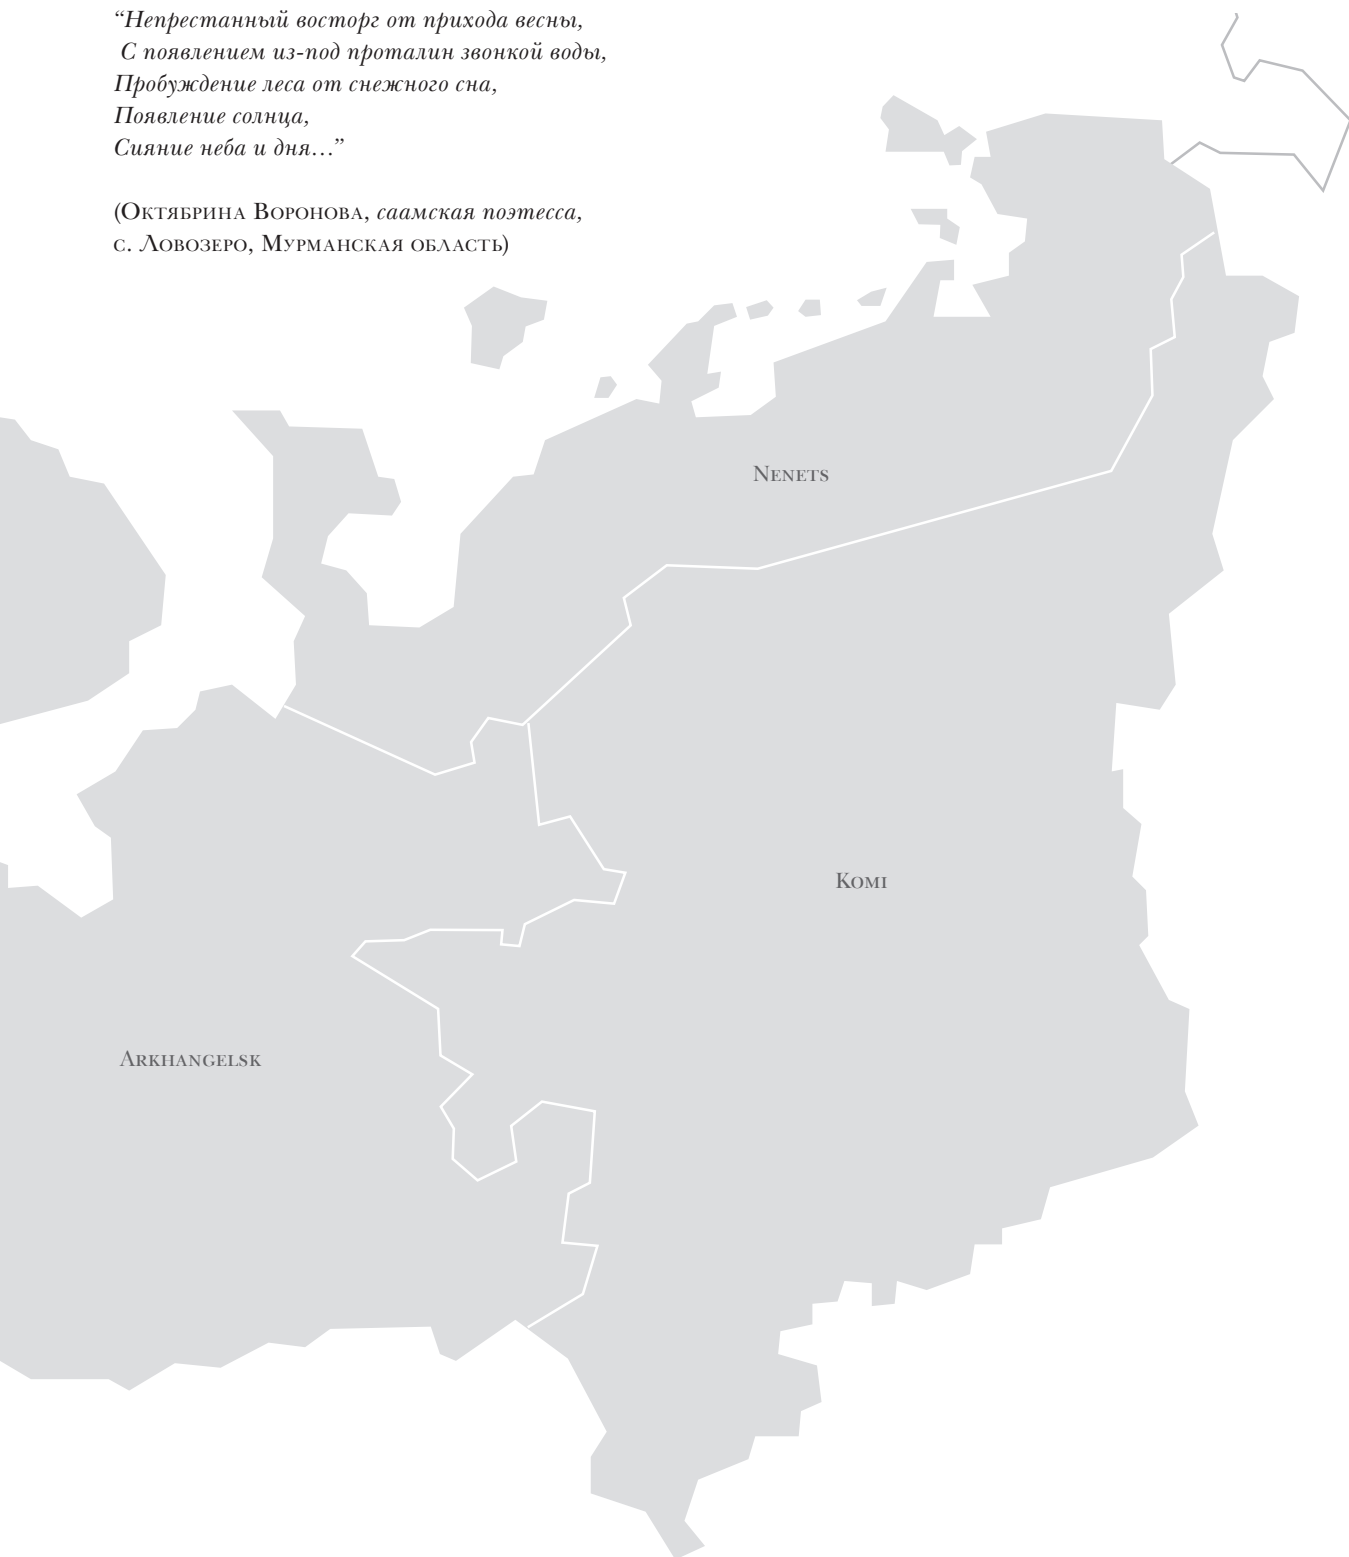 “Непрестанный восторг от прихода весны,
С появлением из-под проталин звонкой воды,
Пробуждение леса от снежного сна,
Появление солнца,
Сияние неба и дня…”
(Октябрина Воронова, саамская поэтесса,
с. Ловозеро, Мурманская область)
Nenets
Komi
Arkhangelsk